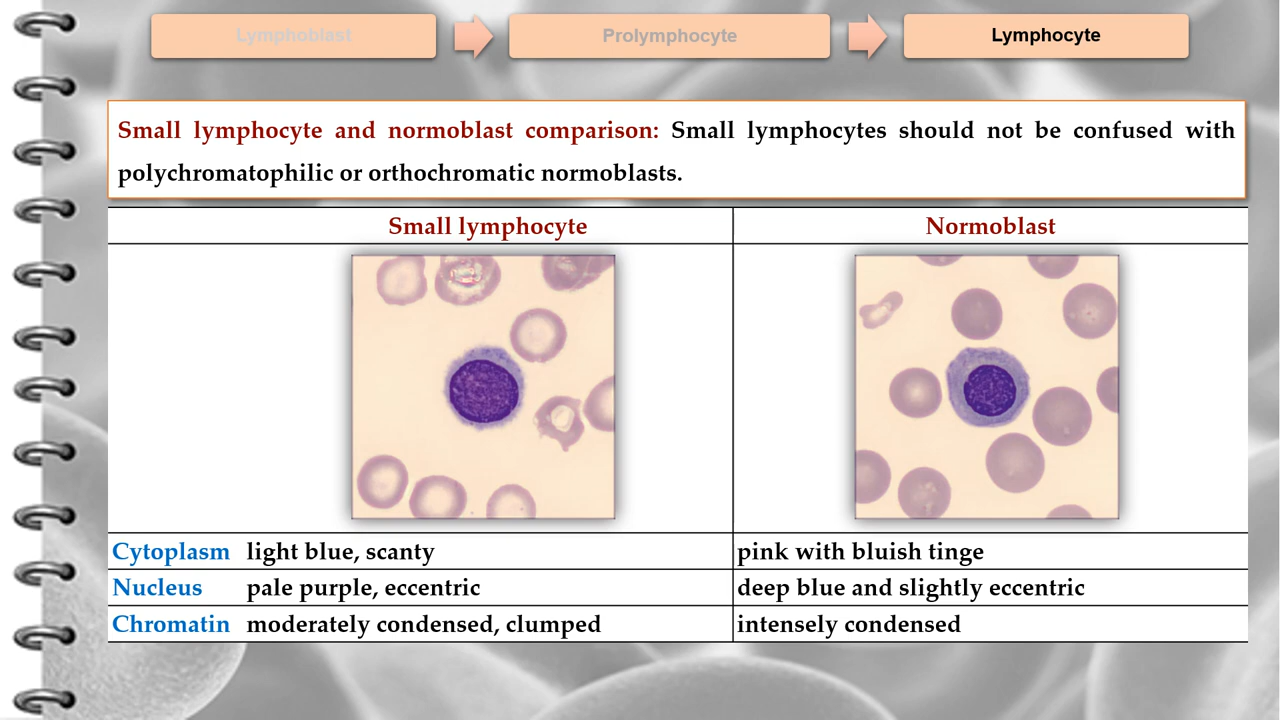 Lymphoblast
Prolymphocyte
Lymphocyte
Small lymphocyte and normoblast comparison: Small lymphocytes should not be confused with
polychromatophilic or orthochromatic normoblasts.
Small lymphocyte
Normoblast
Cytoplasm light blue, scanty pink with bluish tinge
Nucleus pale purple, eccentric deep blue and slightly eccentric
Chromatin moderately condensed, clumped intensely condensed